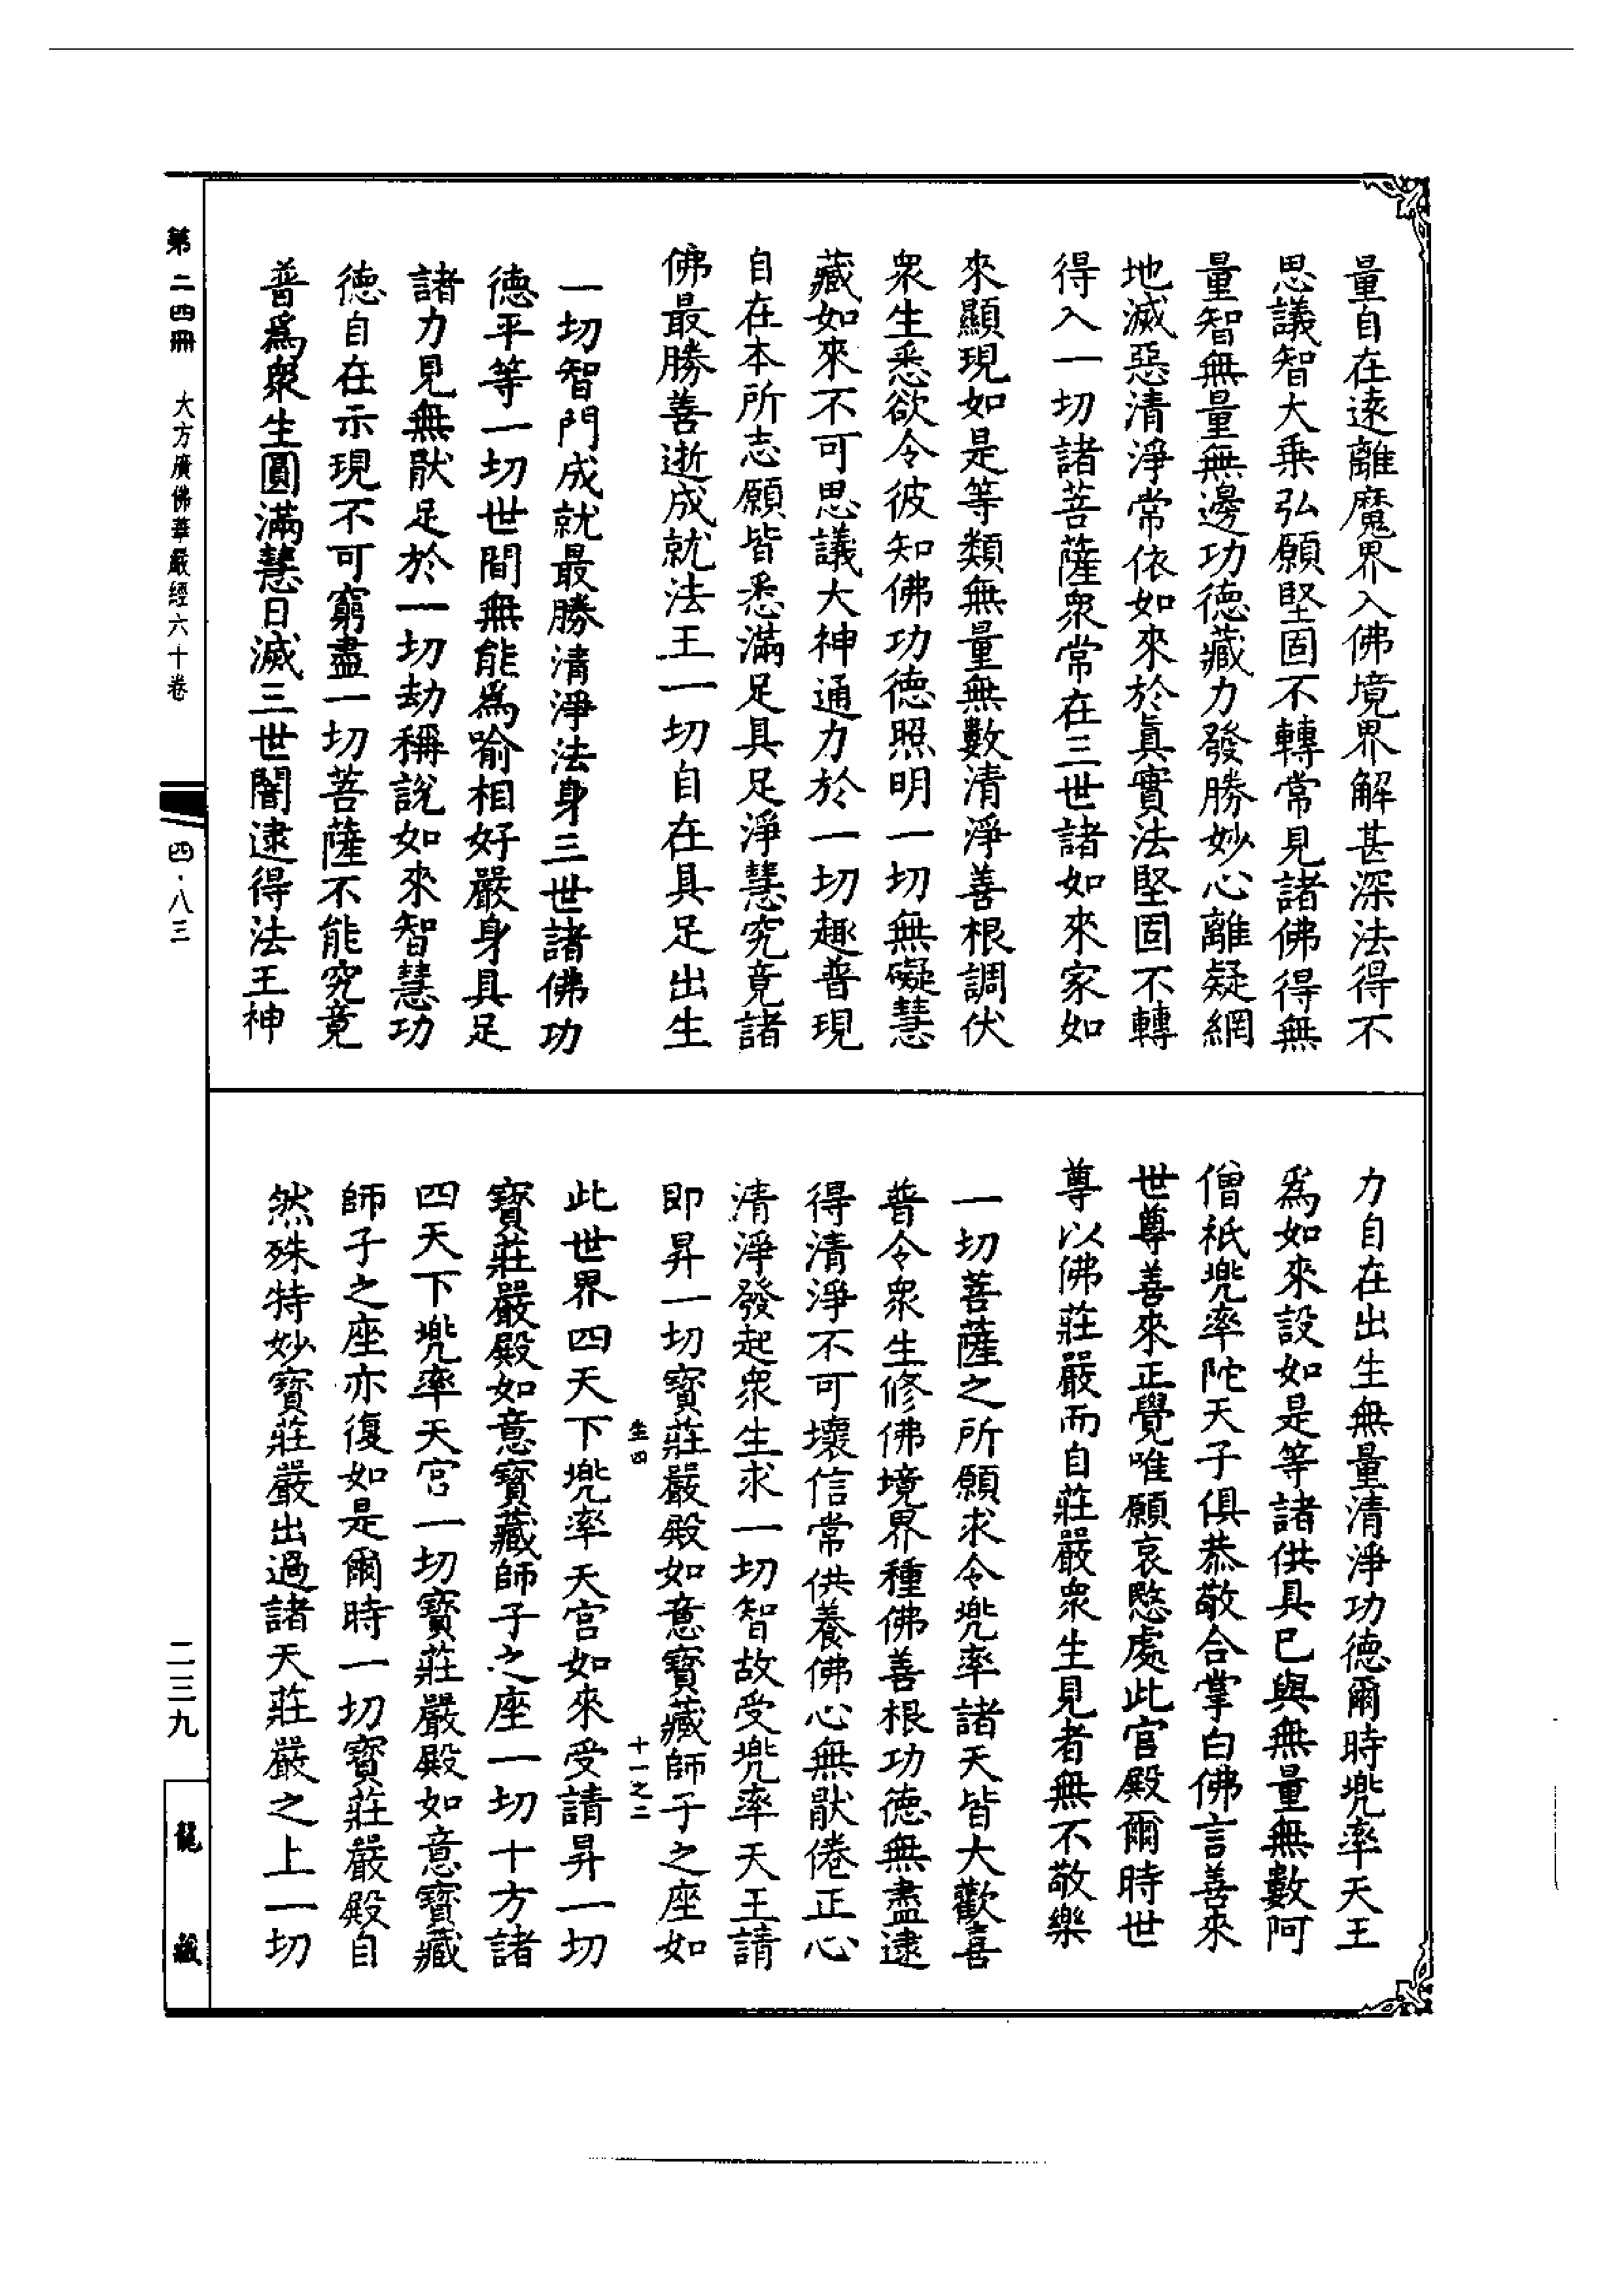 量自在遠離魔界入佛境界解甚深法得不
思議智大乘弘願堅固不轉常見諸佛得無
量智無量無邊功德藏力發勝妙心離疑網
地滅惡清淨常依如來於眞實法堅固不轉
得入一切諸菩薩衆常在三世諸如來家如
來顯現如是等類無量無數清淨善根調伏
衆生悉欲令彼知佛功德照明一切無礙慧
藏如來不可思議大神通力於一切趣普現
自在本所志願皆悉滿足具足淨慧究竟諸
佛最勝善逝成就法王一切自在具足出生
一切智門成就最勝清淨法身三世諸佛功
德平等一切世間無能爲喻相好嚴身具足
諸力見無猒足於一切劫稱說如來智慧功
德自在示現不可窮盡一切菩薩不能究竟
普爲衆生圓滿慧日滅三世闇逮得法王神
力自在出生無量清淨功德爾時兜率天王
爲如來設如是等諸供具已與無量無數阿
僧祇兜率陀天子俱恭敬合掌白佛言善來
世尊善來正覺唯願哀愍處此宮殿爾時世
尊以佛莊嚴而自莊嚴衆生見者無不敬樂
一切菩薩之所願求令兜率諸天皆大歡喜
普令衆生修佛境界種佛善根功德無盡逮
得清淨不可壞信常供養佛心無猒倦正心
清淨發起衆生求一切智故受兜率天王請
即昇一切寶莊嚴殿如意寶藏師子之座如
生四
十一之二
此世界四天下兜率天宮如來受請昇一切
寶莊嚴殿如意寶藏師子之座一切十方諸
四天下兜率天宮一切寶莊嚴殿如意寶藏
師子之座亦復如是爾時一切寶莊嚴殿自
然殊特妙寶莊嚴出過諸天莊嚴之上一切
第二四冊
大方廣佛華嚴經六十卷
四·八三
二三九
龍藏